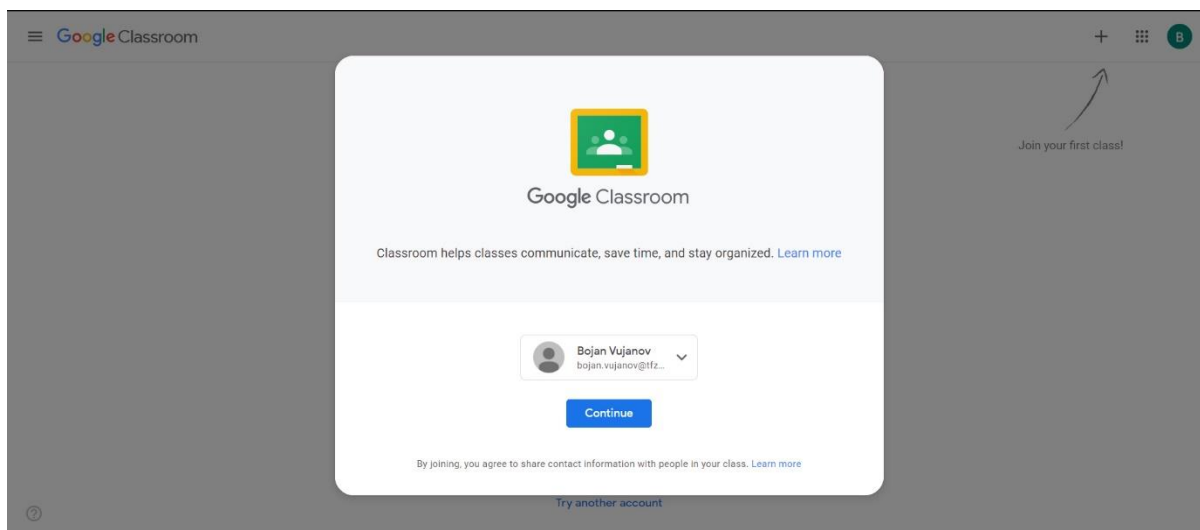 Google Classroom
B
Join your first class!
Google Classroom
Classroom helps classes communicate, save time, and stay organized. Learn more
Bojan Vujanov
bojan.vujanov@tfz...
Continue
By joining, you agree to share contact information with people in your class. Learn more
Try another account